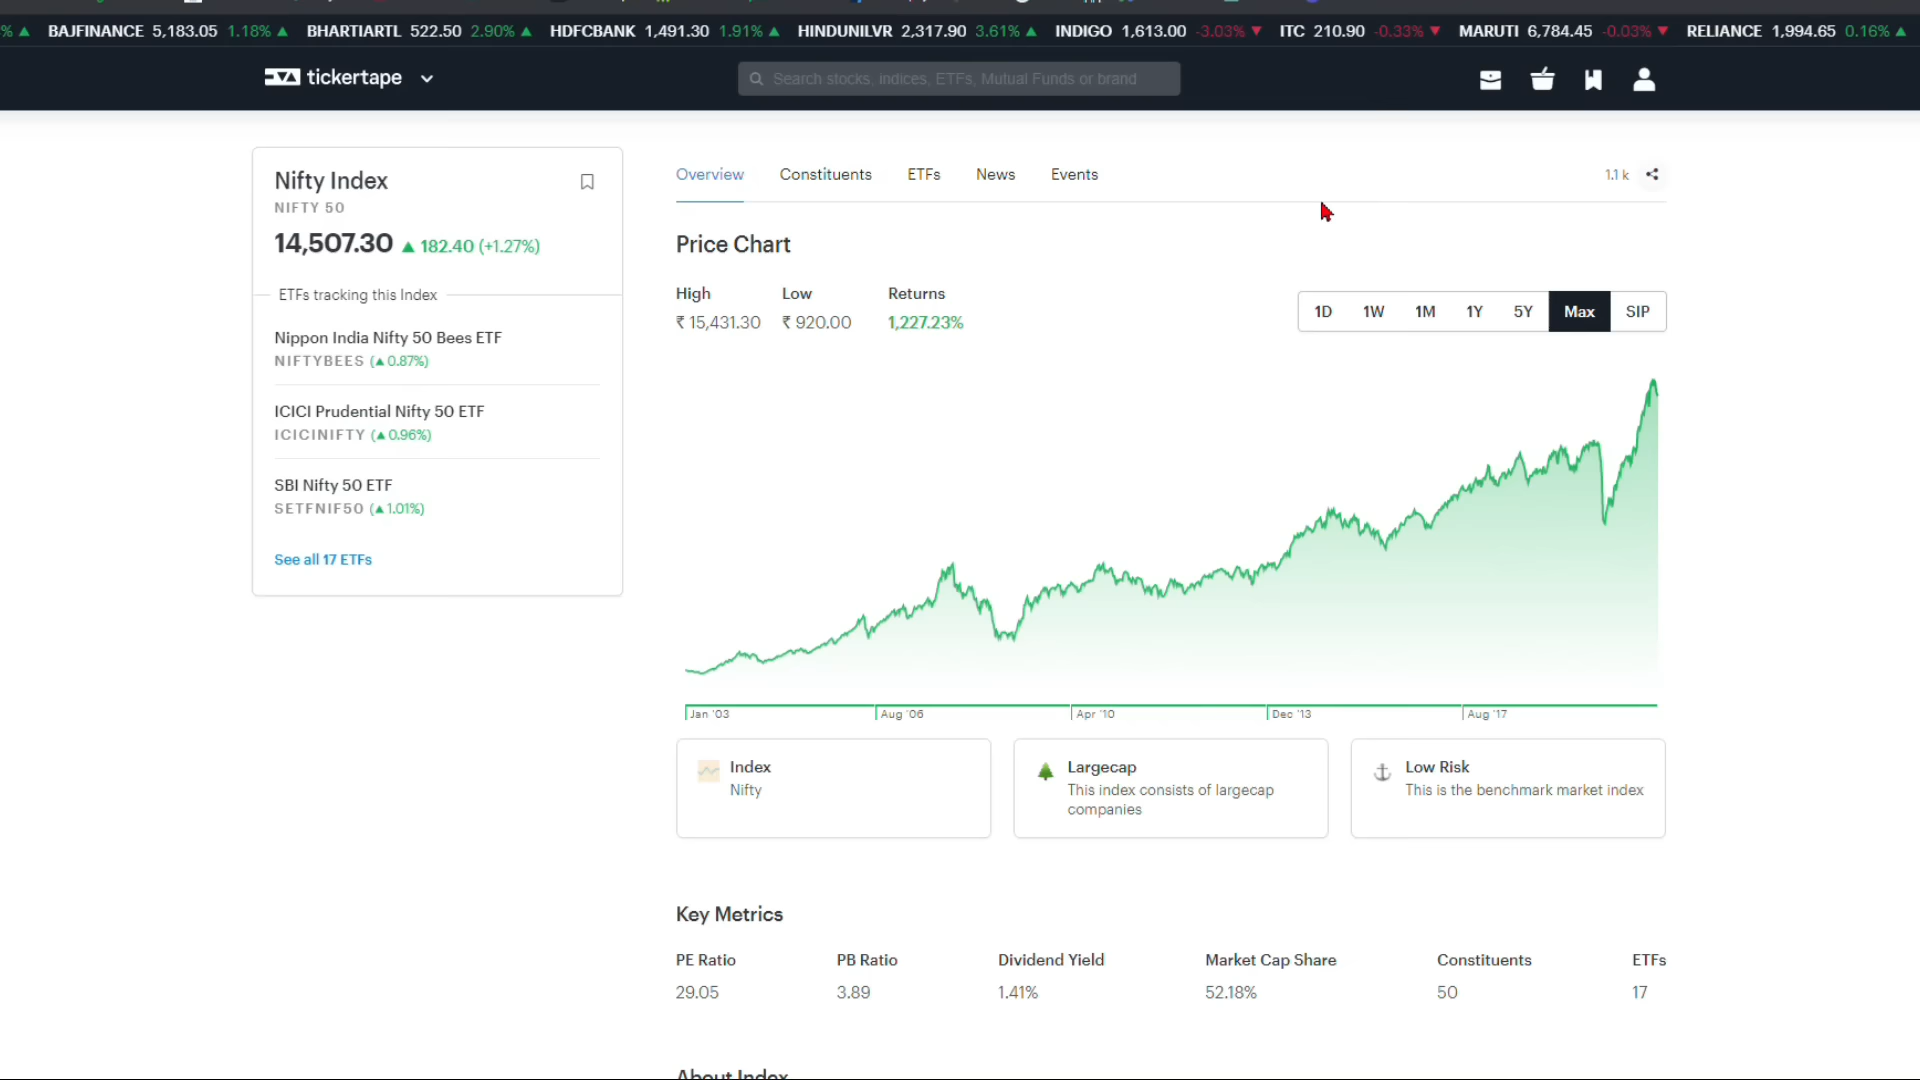 % ▲ BAJFINANCE 5,183.05 1.18% ▲ BHARTIARTL 522.50 2.90% ▲ HDFCBANK 1,491.30 1.91% ▲ HINDUNILVR 2,317.90 3.61% ▲ INDIGO 1,613.00 -3.03% ▼ ITC 210.90 -0.33% ▼ MARUTI 6,784.45 -0.03% ▼ RELIANCE 1,994.65 0.16% ▲
tickertape
Search stocks, indices, ETFs, Mutual Funds or brand
Nifty Index
NIFTY 50
14,507.30 ▲ 182.40 (+1.27%)
ETFs tracking this Index
Nippon India Nifty 50 Bees ETF
NIFTYBEES (▲0.87%)
ICICI Prudential Nifty 50 ETF
ICICINIFTY (▲0.96%)
SBI Nifty 50 ETF
SETFNIF50 (▲1.01%)
See all 17 ETFs
Overview Constituents ETFs News Events 1.1 k
Price Chart
High Low Returns
₹ 15,431.30 ₹ 920.00 1,227.23%
1D 1W 1M 1Y 5Y Max SIP
Jan '03 Aug '06 Apr '10 Dec '13 Aug '17
Index
Nifty
Largecap
This index consists of largecap
companies
Low Risk
This is the benchmark market index
Key Metrics
PE Ratio PB Ratio Dividend Yield Market Cap Share Constituents ETFs
29.05 3.89 1.41% 52.18% 50 17
About Index